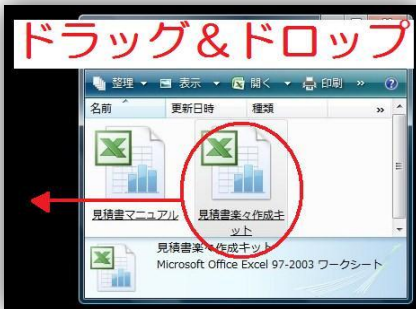 ドラッグ＆ドロップ
整理 表示 開く 印刷 »
名前 更新日時 種類 »
見積書マニュアル 見積書楽々作成キ
ット
見積書楽々作成キット
Microsoft Office Excel 97-2003 ワークシート